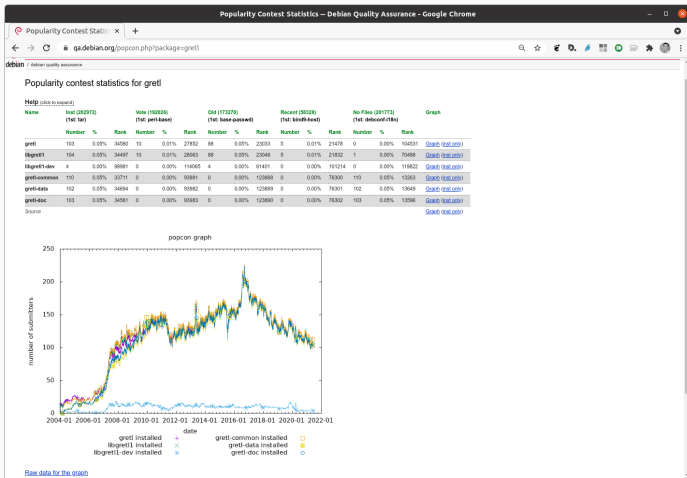 Popularity Contest Statistics -- Debian Quality Assurance - Google Chrome
Popularity Contest Statist
qa.debian.org/popcon.php?package=gretl
debian / debian quality assurance
Popularity contest statistics for gretl
Help (click to expand)
Name Inst (202972) Vote (192026) Old (173270) Recent (58328) No Files (201773) Graph
(1st: tar) (1st: perl-base) (1st: base-passwd) (1st: bind9-host) (1st: debconf-i18n)
Number % Rank Number % Rank Number % Rank Number % Rank Number % Rank
gretl 103 0.05% 34580 10 0.01% 27852 88 0.05% 23033 5 0.01% 21478 0 0.00% 104531 Graph (inst only)
libgretl1 104 0.05% 34497 10 0.01% 28063 88 0.05% 23048 5 0.01% 21832 1 0.00% 70488 Graph (inst only)
libgretl1-dev 4 0.00% 98981 0 0.00% 114065 4 0.00% 61401 0 0.00% 101214 0 0.00% 119822 Graph (inst only)
gretl-common 110 0.05% 33711 0 0.00% 93981 0 0.00% 123888 0 0.00% 76300 110 0.05% 13263 Graph (inst only)
gretl-data 102 0.05% 34694 0 0.00% 93982 0 0.00% 123889 0 0.00% 76301 102 0.05% 13649 Graph (inst only)
gretl-doc 103 0.05% 34581 0 0.00% 93983 0 0.00% 123890 0 0.00% 76302 103 0.05% 13596 Graph (inst only)
Source Graph (inst only)
popcon graph
250
200
150
100
50
0
number of submitters
2004-01 2006-01 2008-01 2010-01 2012-01 2014-01 2016-01 2018-01 2020-01 2022-01
date
gretl installed gretl-common installed
libgretl1 installed gretl-data installed
libgretl1-dev installed gretl-doc installed
Raw data for the graph